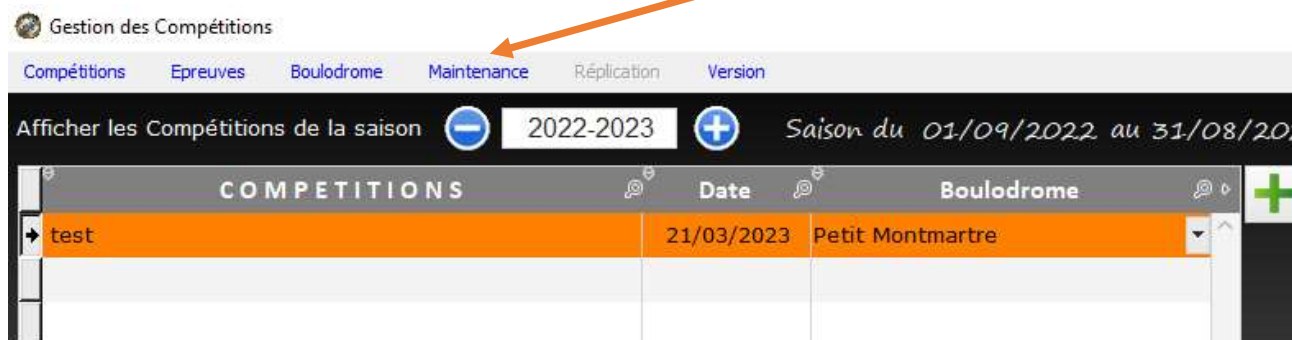 Gestion des Compétitions
Compétitions Epreuves Boulodrome Maintenance Réplication Version
Afficher les Compétitions de la saison 2022-2023 Saison du 01/09/2022 au 31/08/20
COMPETITIONS Date Boulodrome
test 21/03/2023 Petit Montmartre